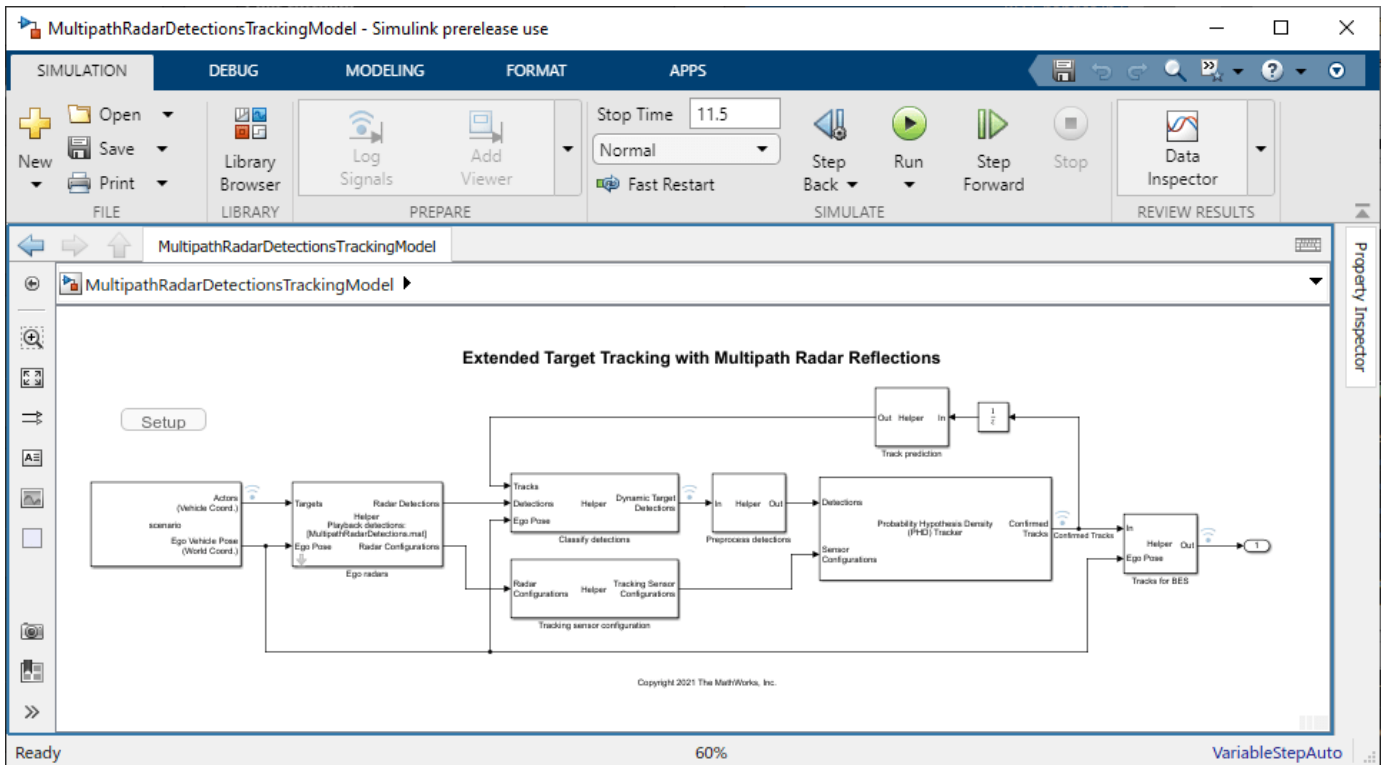 MultipathRadarDetectionsTrackingModel - Simulink prerelease use
SIMULATION DEBUG MODELING FORMAT APPS
New
Open
Save
Print
FILE
Library
Browser
LIBRARY
Log
Signals
Add
Viewer
PREPARE
Stop Time 11.5
Normal
Fast Restart
Step
Back
Run
Step
Forward
Stop
SIMULATE
Data
Inspector
REVIEW RESULTS
MultipathRadarDetectionsTrackingModel
MultipathRadarDetectionsTrackingModel
Property Inspector
Extended Target Tracking with Multipath Radar Reflections
Setup
Out Helper In
Track prediction
1
z
scenario
Actors
(Vehicle Coord.)
Ego Vehicle Pose
(World Coord.)
Targets
Radar Detections
Helper
Playback detections:
[MultipathRadarDetections.mat]
Ego Pose
Radar Configurations
Ego radars
Tracks
Detections
Ego Pose
Helper
Dynamic Target
Detections
Classify detections
In Helper Out
Preprocess detections
Radar
Configurations
Helper
Tracking Sensor
Configurations
Tracking sensor configuration
Detections
Sensor
Configurations
Probability Hypothesis Density
(PHD) Tracker
Confirmed
Tracks
Confirmed Tracks
In
Ego Pose
Helper
Out
Tracks for BES
1
Copyright 2021 The MathWorks, Inc.
Ready
60%
VariableStepAuto